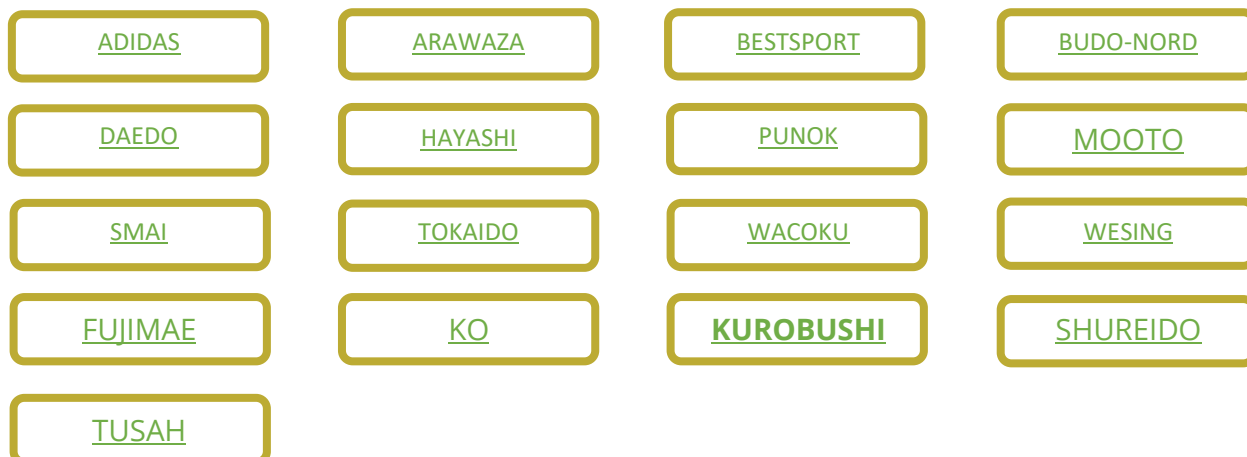 ADIDAS
ARAWAZA
BESTSPORT
BUDO-NORD
DAEDO
HAYASHI
PUNOK
MOOTO
SMAI
TOKAIDO
WACOKU
WESING
FUJIMAE
KO
KUROBUSHI
SHUREIDO
TUSAH